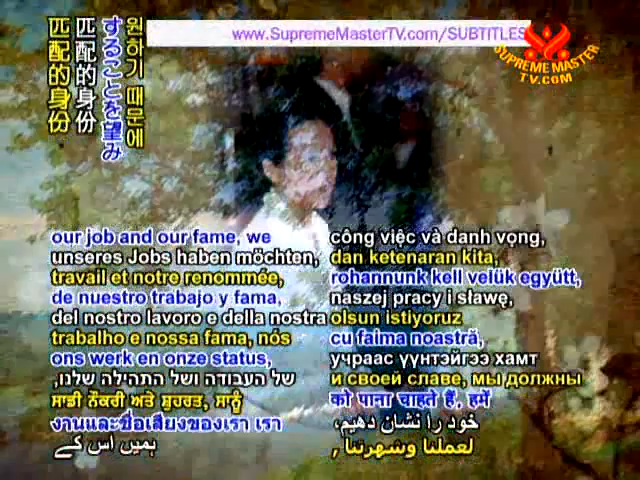 www.SupremeMasterTV.com/SUBTITLES
SUPREME MASTER
TV.COM
원하기 때문에
することを望み
匹配的身份
匹配的身份
our job and our fame, we
unseres Jobs haben möchten,
travail et notre renommée,
de nuestro trabajo y fama,
del nostro lavoro e della nostra
trabalho e nossa fama, nós
ons werk en onze status,
של העבודה ושל התהילה שלנו,
ਸਾਡੀ ਨੌਕਰੀ ਅਤੇ ਸ਼ੁਹਰਤ, ਸਾਨੂੰ
งานและชื่อเสียงของเรา เรา
ہمیں اس کے
công việc và danh vọng,
dan ketenaran kita,
rohannunk kell velük együtt,
naszej pracy i sławę,
olsun istiyoruz
cu faima noastră,
учраас үүнтэйгээ хамт
и своей славе, мы должны
को पाना चाहते हैं, हमें
خود را نشان دهیم،
لعملنا وشهرتنا ,